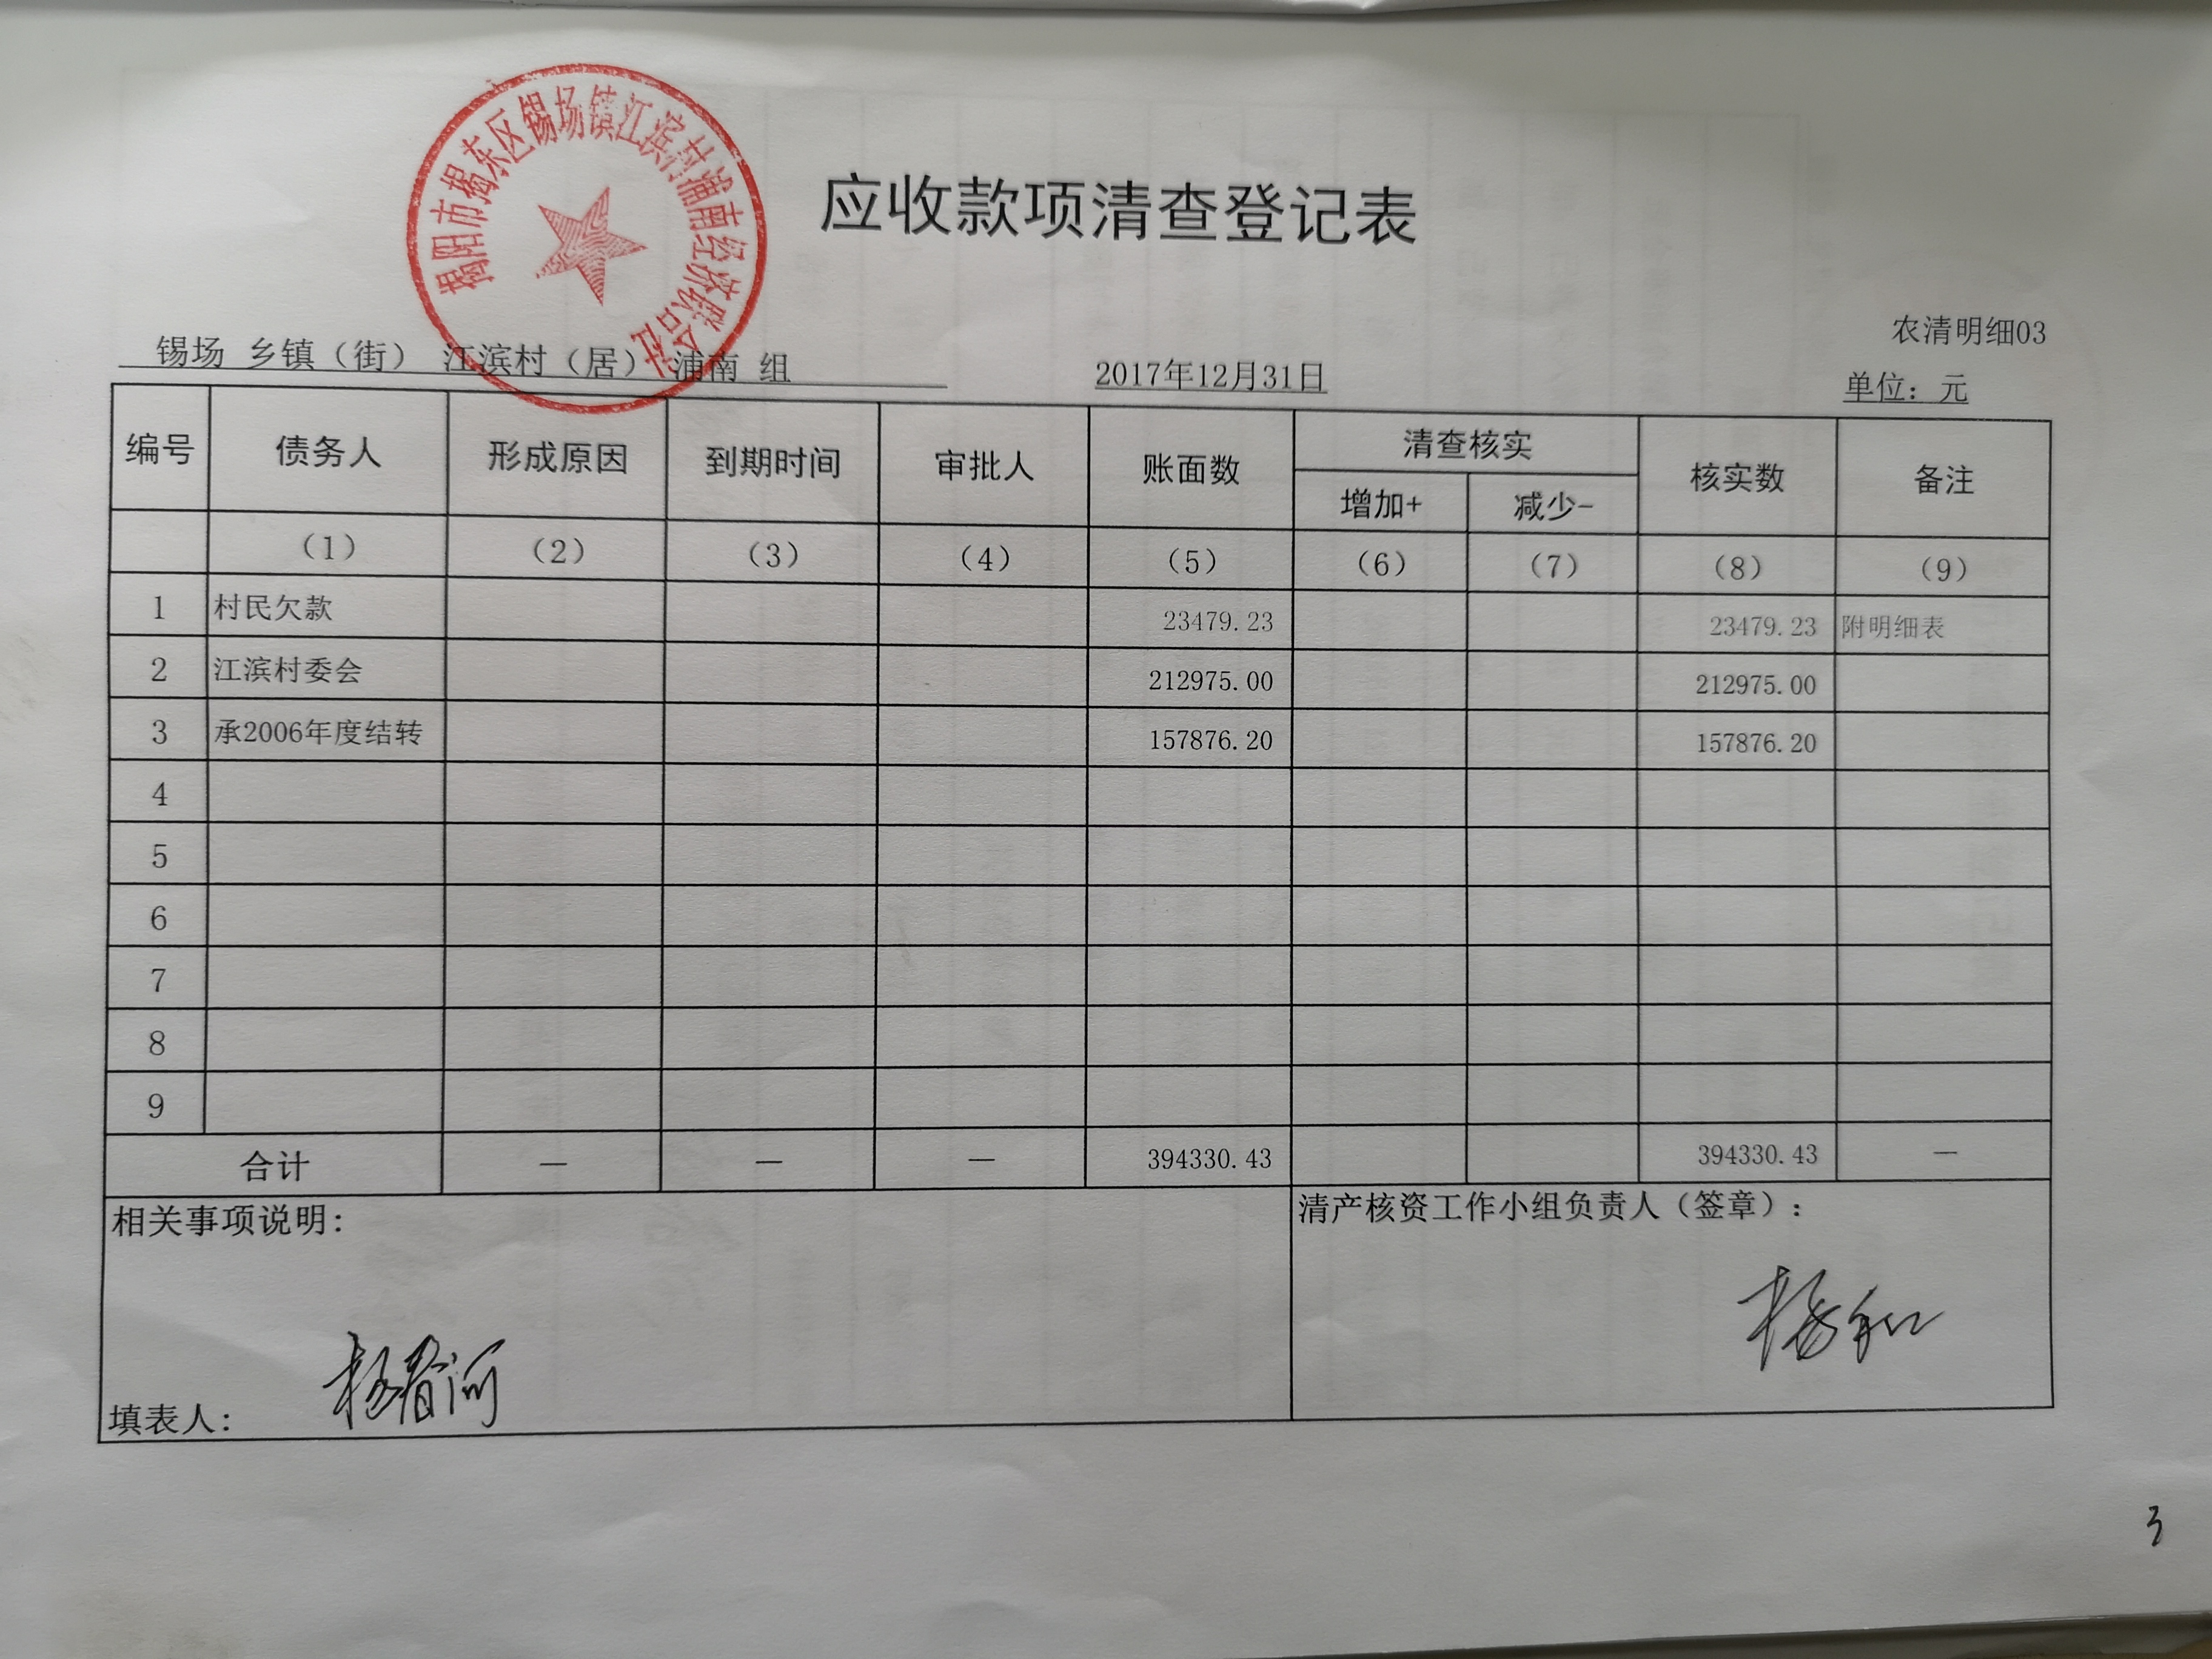 揭阳市揭东区锡场镇江滨村浦南经济联合社
应收款项清查登记表
农清明细03
锡场 乡镇（街） 江滨村（居） 浦南 组 2017年12月31日 单位：元
编号 债务人 形成原因 到期时间 审批人 账面数 清查核实 核实数 备注
增加+ 减少-
（1） （2） （3） （4） （5） （6） （7） （8） （9）
1 村民欠款 23479.23 23479.23 附明细表
2 江滨村委会 212975.00 212975.00
3 承2006年度结转 157876.20 157876.20
4
5
6
7
8
9
合计 — — — 394330.43 394330.43 —
相关事项说明： 清产核资工作小组负责人（签章）：
杨和
填表人：
3